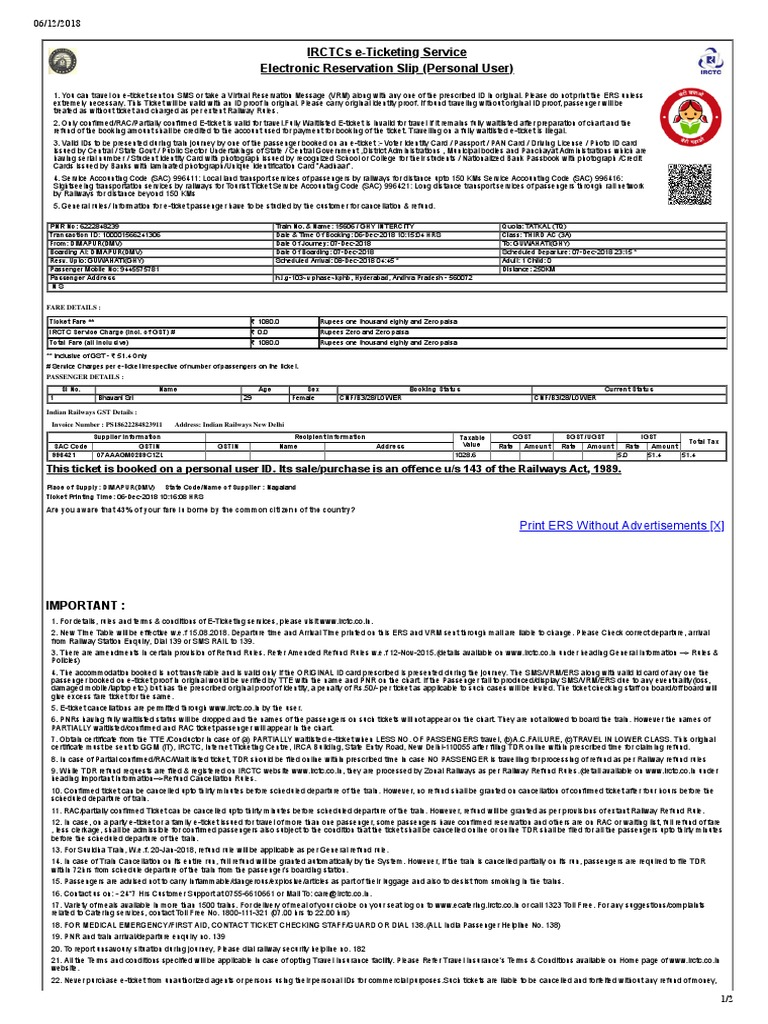 06/12/2018
IRCTCs e-Ticketing Service
Electronic Reservation Slip (Personal User)
IRCTC
1. You can travel on e-ticket sent on SMS or take a Virtual Reservation Message (VRM) along with any one of the prescribed ID in original. Please do not print the ERS unless
extremely necessary. This Ticket will be valid with an ID proof in original. Please carry original identity proof. If found traveling without original ID proof, passenger will be
treated as without ticket and charged as per extent Railway Rules.
2. Only confirmed/RAC/Partially confirmed E-ticket is valid for travel.Fully Waitlisted E-ticket is invalid for travel if it remains fully waitlisted after preparation of chart and the
refund of the booking amount shall be credited to the account used for payment for booking of the ticket. Travelling on a fully waitlisted e-ticket is illegal.
3. Valid IDs to be presented during train journey by one of the passenger booked on an e-ticket :- Voter Identity Card / Passport / PAN Card / Driving License / Photo ID card
issued by Central / State Govt / Public Sector Undertakings of State / Central Government ,District Administrations , Municipal bodies and Panchayat Administrations which are
having serial number / Student Identity Card with photograph issued by recognized School or College for their students / Nationalized Bank Passbook with photograph /Credit
Cards issued by Banks with laminated photograph/Unique Identification Card "Aadhaar".
4. Service Accounting Code (SAC) 996411: Local land transport services of passengers by railways for distance upto 150 KMs Service Accounting Code (SAC) 996416:
Sightseeing transportation services by railways for Tourist Ticket Service Accounting Code (SAC) 996421: Long distance transport services of passengers through rail network
by Railways for distance beyond 150 KMs
5. General rules/ Information for e-ticket passenger have to be studied by the customer for cancellation & refund.
PNR No: 6222848239 Train No. & Name: 15606 / GHY INTERCITY Quota: TATKAL (TQ)
Transaction ID: 100001566241306 Date & Time Of Booking: 06-Dec-2018 10:15:04 HRS Class: THIRD AC (3A)
From: DIMAPUR(DMV) Date Of Journey: 07-Dec-2018 To: GUWAHATI(GHY)
Boarding At: DIMAPUR(DMV) Date Of Boarding: 07-Dec-2018 Scheduled Departure: 07-Dec-2018 23:15 *
Resv. Upto: GUWAHATI(GHY) Scheduled Arrival: 08-Dec-2018 04:45 * Adult: 1 Child: 0
Passenger Mobile No: 9445575781 Distance: 250KM
Passenger Address h.i.g-103~vphase~kphb, Hyderabad, Andhra Pradesh - 560072
FARE DETAILS :
Ticket Fare ** ₹ 1080.0 Rupees one thousand eighty and Zero paisa
IRCTC Service Charge (Incl. of GST) # ₹ 0.0 Rupees Zero and Zero paisa
Total Fare (all inclusive) ₹ 1080.0 Rupees one thousand eighty and Zero paisa
** Inclusive of GST - ₹ 51.4 Only
# Service Charges per e-ticket irrespective of number of passengers on the ticket.
PASSENGER DETAILS :
Sl No. Name Age Sex Booking Status Current Status
1 Bhavani Sri 29 Female CNF/B3/28/LOWER CNF/B3/28/LOWER
Indian Railways GST Details :
Invoice Number : PS18622284823911 Address: Indian Railways New Delhi
Supplier Information Recipient Information Taxable Value CGST SGST/UGST IGST Total Tax
SAC Code GSTIN GSTIN Name Address Rate Amount Rate Amount Rate Amount
996421 07AAAGM0289C1ZL 1028.6 5.0 51.4 51.4
This ticket is booked on a personal user ID. Its sale/purchase is an offence u/s 143 of the Railways Act, 1989.
Place of Supply : DIMAPUR(DMV) State Code/Name of Supplier : Nagaland
Ticket Printing Time: 06-Dec-2018 10:15:08 HRS
Are you aware that 43% of your fare in borne by the common citizens of the country?
Print ERS Without Advertisements [X]
IMPORTANT :
1. For details, rules and terms & conditions of E-Ticketing services, please visit www.irctc.co.in.
2. New Time Table will be effective w.e.f 15.08.2018. Departure time and Arrival Time printed on this ERS and VRM sent through mail are liable to change. Please Check correct departure, arrival
from Railway Station Enquiry, Dial 139 or SMS RAIL to 139.
3. There are amendments in certain provision of Refund Rules. Refer Amended Refund Rules w.e.f 12-Nov-2015.(details available on www.irctc.co.in under heading General Information --> Rules &
Policies)
4. The accommodation booked is not transferable and is valid only if the ORIGINAL ID card prescribed is presented during the journey. The SMS/VRM/ERS along with valid id card of any one the
passenger booked on e-ticket proof in original would be verified by TTE with the name and PNR on the chart. If the Passenger fail to produce/display SMS/VRM/ERS due to any eventuality(loss,
damaged mobile/laptop etc.) but has the prescribed original proof of identity, a penalty of Rs.50/- per ticket as applicable to such cases will be levied. The ticket checking staff on board/off board will
give excess fare ticket for the same.
5. E-ticket cancellations are permitted through www.irctc.co.in by the user.
6. PNRs having fully waitlisted status will be dropped and the names of the passengers on such tickets will not appear on the chart. They are not allowed to board the train. However the names of
PARTIALLY waitlisted/confirmed and RAC ticket passenger will appear in the chart.
7. Obtain certificate from the TTE /Conductor in case of (a) PARTIALLY waitlisted e-ticket when LESS NO. OF PASSENGERS travel, (b)A.C.FAILURE, (c)TRAVEL IN LOWER CLASS. This original
certificate must be sent to GGM (IT), IRCTC, Internet Ticketing Centre, IRCA Building, State Entry Road, New Delhi-110055 after filing TDR online within prescribed time for claiming refund.
8. In case of Partial confirmed/RAC/Wait listed ticket, TDR should be filed online within prescribed time in case NO PASSENGER is travelling for processing of refund as per Railway refund rules
9. While TDR refund requests are filed & registered on IRCTC website www.irctc.co.in, they are processed by Zonal Railways as per Railway Refund Rules.(detail available on www.irctc.co.in under
heading Important Information-->Refund Cancellation Rules.
10. Confirmed ticket can be cancelled upto thirty minutes before scheduled departure of the train. However, no refund shall be granted on cancellation of confirmed ticket after four hours before the
scheduled departure of train.
11. RAC/partially confirmed Ticket can be cancelled upto thirty minutes before scheduled departure of the train. However, refund will be granted as per provisions of extant Railway Refund Rule.
12. In case, on a party e-ticket or a family e-ticket issued for travel of more than one passenger, some passengers have confirmed reservation and others are on RAC or waiting list, full refund of fare
, less clerkage, shall be admissible for confirmed passengers also subject to the condition that the ticket shall be cancelled online or online TDR shall be filed for all the passengers upto thirty minutes
before the scheduled departure of the train.
13. For Suvidha Train, W.e.f. 20-Jan-2018, refund rule will be applicable as per General refund rule.
14. In case of Train Cancellation on its entire run, full refund will be granted automatically by the System. However, if the train is cancelled partially on its run, passengers are required to file TDR
within 72hrs from schedule departure of the train from the passenger's boarding station.
15. Passengers are advised not to carry inflammable/dangerous/explosive/articles as part of their luggage and also to desist from smoking in the trains.
16. Contact us on: - 24*7 Hrs Customer Support at 0755-6610661 or Mail To: care@irctc.co.in.
17. Variety of meals available in more than 1500 trains. For delivery of meal of your choice on your seat log on to www.ecatering.irctc.co.in or call 1323 Toll Free. For any suggestions/complaints
related to Catering services, contact Toll Free No. 1800-111-321 (07.00 hrs to 22.00 hrs)
18. FOR MEDICAL EMERGENCY/FIRST AID, CONTACT TICKET CHECKING STAFF/GUARD OR DIAL 138.(ALL India Passenger Helpline No. 138)
19. PNR and train arrival/departure enquiry no. 139
20. To report unsavoury situation during journey, Please dial railway security helpline no. 182
21. All the Terms and conditions specified will be applicable in case of opting Travel Insurance facility. Please Refer Travel Insurance's Terms & Conditions available on Home page of www.irctc.co.in
website.
22. Never purchase e-ticket from unauthorized agents or persons using their personal IDs for commercial purposes.Such tickets are liable to be cancelled and forfeited without any refund of money,
1/2